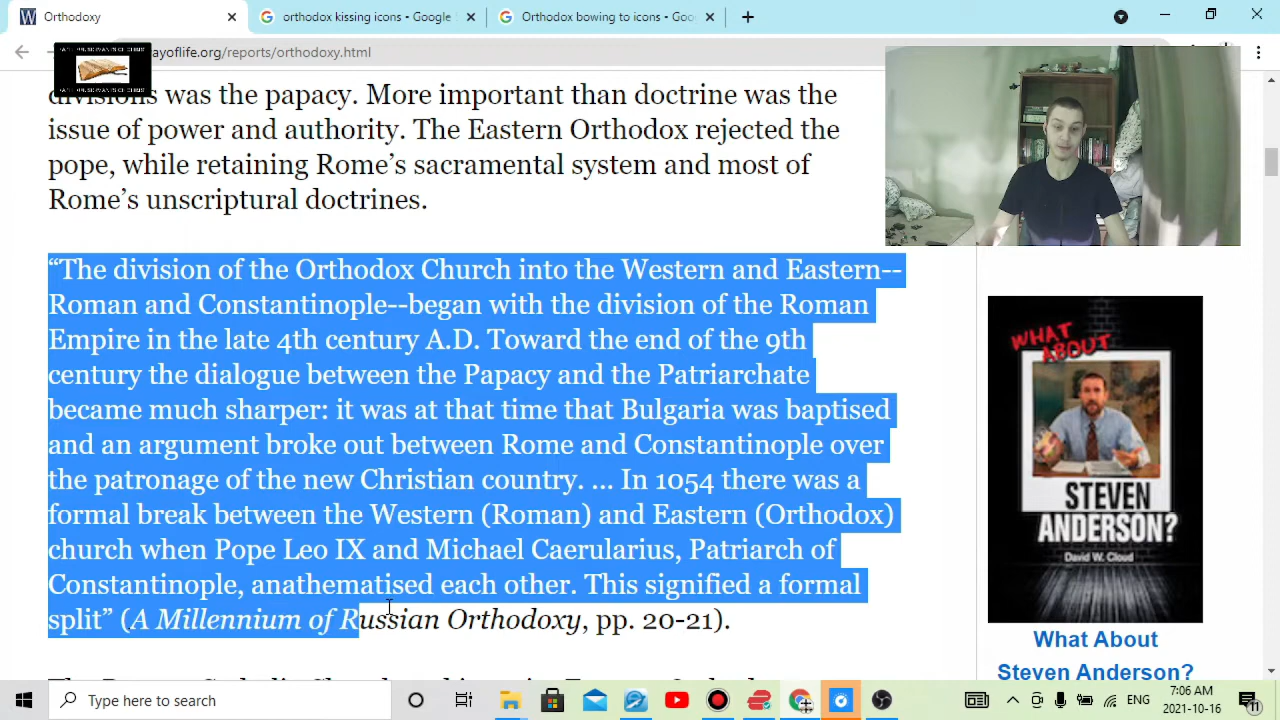 Orthodoxy
orthodox kissing icons - Google
Orthodox bowing to icons - Goo
ayoflife.org/reports/orthodoxy.html
divisions was the papacy. More important than doctrine was the
issue of power and authority. The Eastern Orthodox rejected the
pope, while retaining Rome’s sacramental system and most of
Rome’s unscriptural doctrines.
“The division of the Orthodox Church into the Western and Eastern--
Roman and Constantinople--began with the division of the Roman
Empire in the late 4th century A.D. Toward the end of the 9th
century the dialogue between the Papacy and the Patriarchate
became much sharper: it was at that time that Bulgaria was baptised
and an argument broke out between Rome and Constantinople over
the patronage of the new Christian country. ... In 1054 there was a
formal break between the Western (Roman) and Eastern (Orthodox)
church when Pope Leo IX and Michael Caerularius, Patriarch of
Constantinople, anathematised each other. This signified a formal
split” (A Millennium of Russian Orthodoxy, pp. 20-21).
WHAT
ABOUT
STEVEN
ANDERSON?
David W. Cloud
What About
Steven Anderson?
Type here to search
ENG
7:06 AM
2021-10-16
11